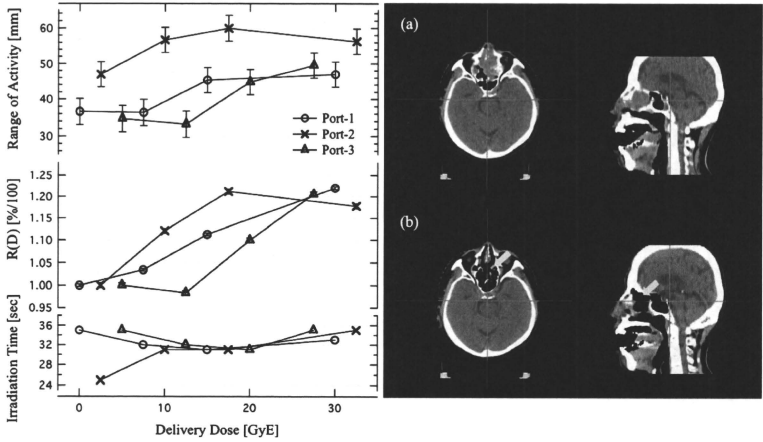 Range of Activity [mm]
60
50
40
30
Port-1
Port-2
Port-3
R(D) [%/100]
1.25
1.20
1.15
1.10
1.05
1.00
0.95
Irradiation Time [sec]
36
32
28
24
0
10
20
30
Delivery Dose [GyE]
(a)
(b)